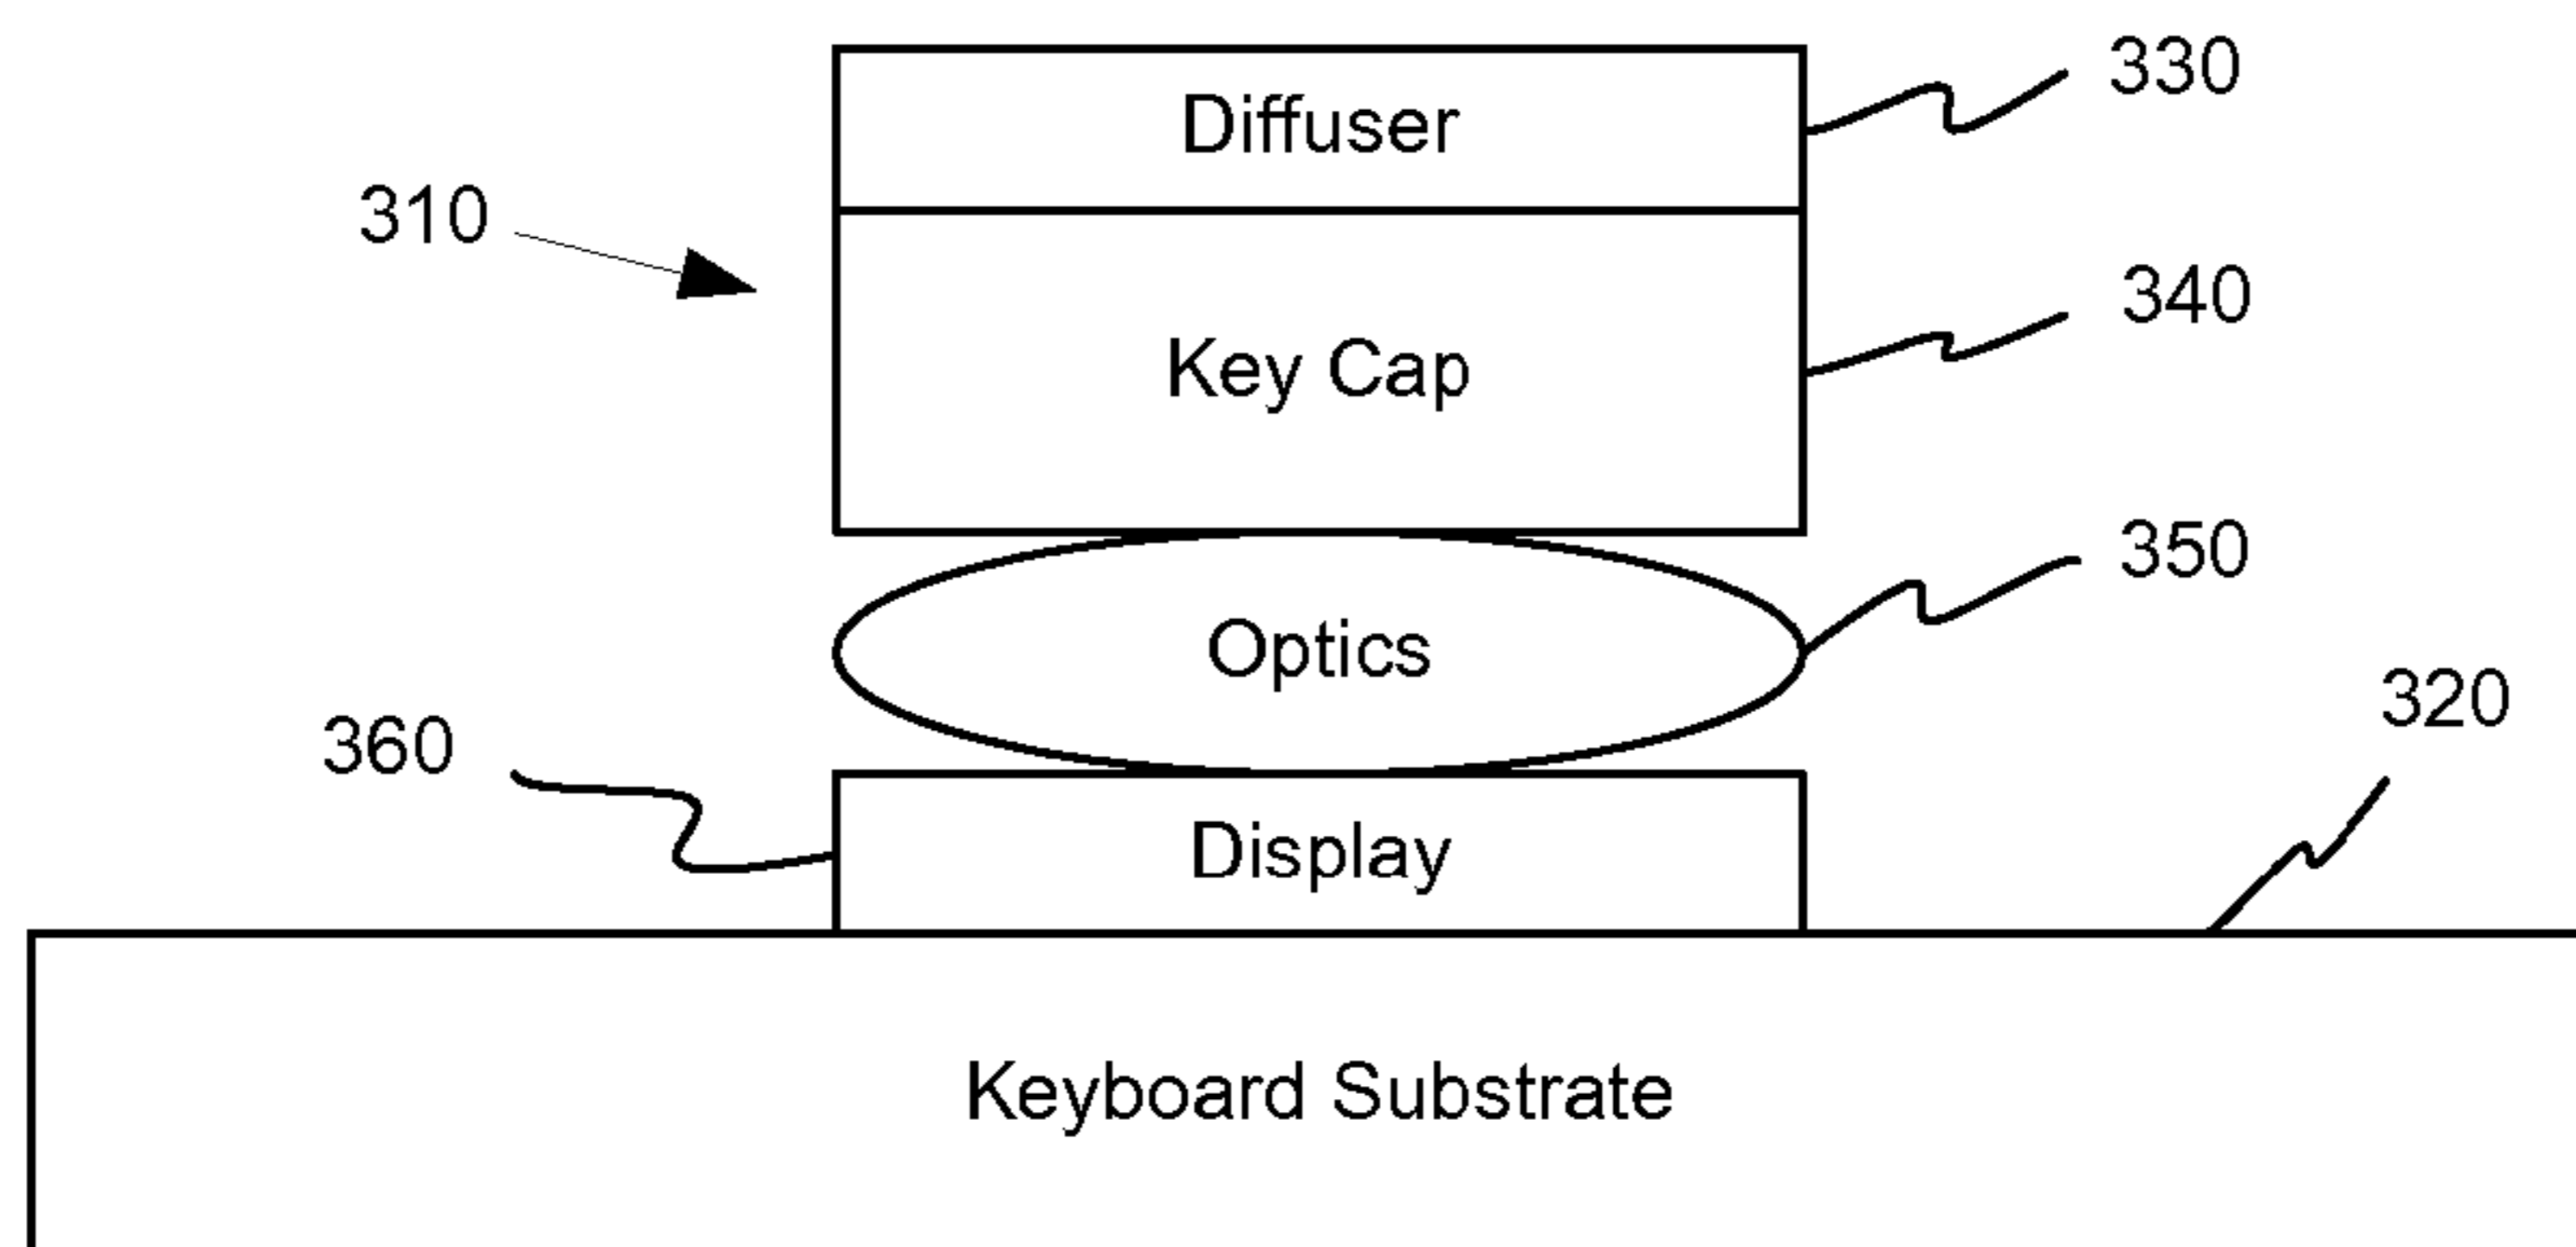 330
Diffuser
310
340
Key Cap
350
Optics
320
360
Display
Keyboard Substrate